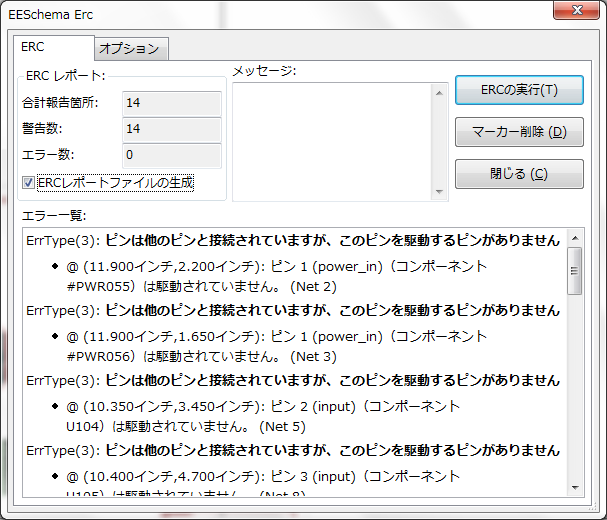 EESchema Erc
ERC オプション
ERC レポート:
合計報告箇所: 14
警告数: 14
エラー数: 0
ERCレポートファイルの生成
メッセージ:
ERCの実行(T)
マーカー削除 (D)
閉じる (C)
エラー一覧:
ErrType(3): ピンは他のピンと接続されていますが、このピンを駆動するピンがありません
@ (11.900インチ,2.200インチ): ピン 1 (power_in)（コンポーネント
#PWR055）は駆動されていません。 (Net 2)
ErrType(3): ピンは他のピンと接続されていますが、このピンを駆動するピンがありません
@ (11.900インチ,1.650インチ): ピン 1 (power_in)（コンポーネント
#PWR056）は駆動されていません。 (Net 3)
ErrType(3): ピンは他のピンと接続されていますが、このピンを駆動するピンがありません
@ (10.350インチ,3.450インチ): ピン 2 (input)（コンポーネント
U104）は駆動されていません。 (Net 5)
ErrType(3): ピンは他のピンと接続されていますが、このピンを駆動するピンがありません
@ (10.400インチ,4.700インチ): ピン 3 (input)（コンポーネント
U105）は駆動されていません。 (Net 8)